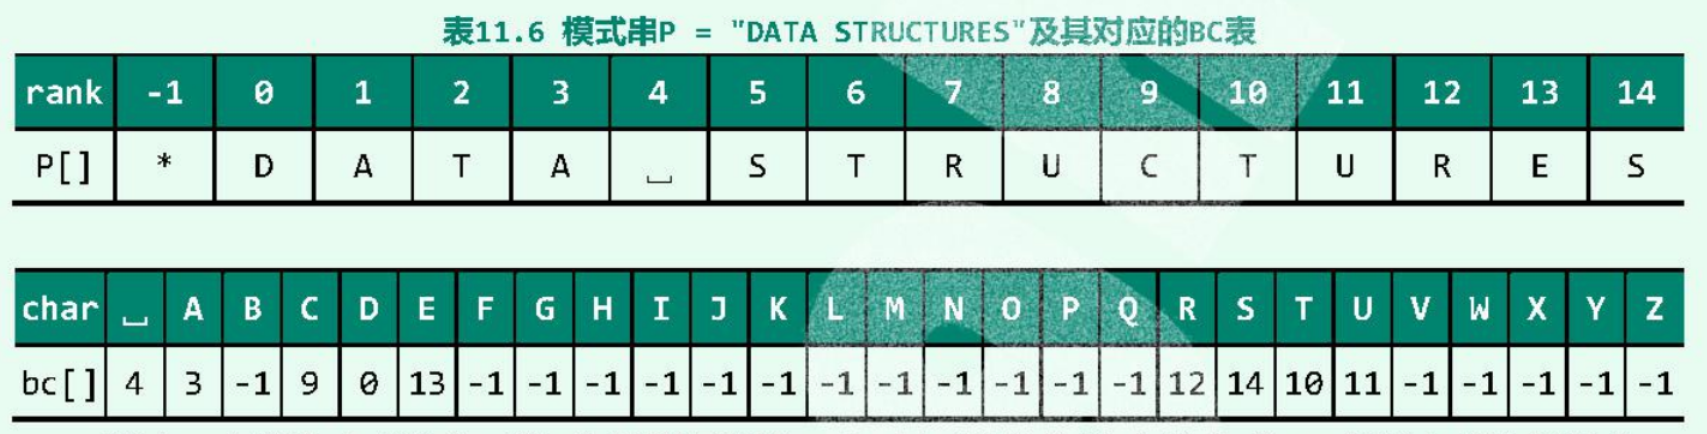 表11.6 模式串P = "DATA STRUCTURES"及其对应的BC表
rank -1 0 1 2 3 4 5 6 7 8 9 10 11 12 13 14
P[] * D A T A ␣ S T R U C T U R E S
char ␣ A B C D E F G H I J K L M N O P Q R S T U V W X Y Z
bc[] 4 3 -1 9 0 13 -1 -1 -1 -1 -1 -1 -1 -1 -1 -1 -1 -1 12 14 10 11 -1 -1 -1 -1 -1